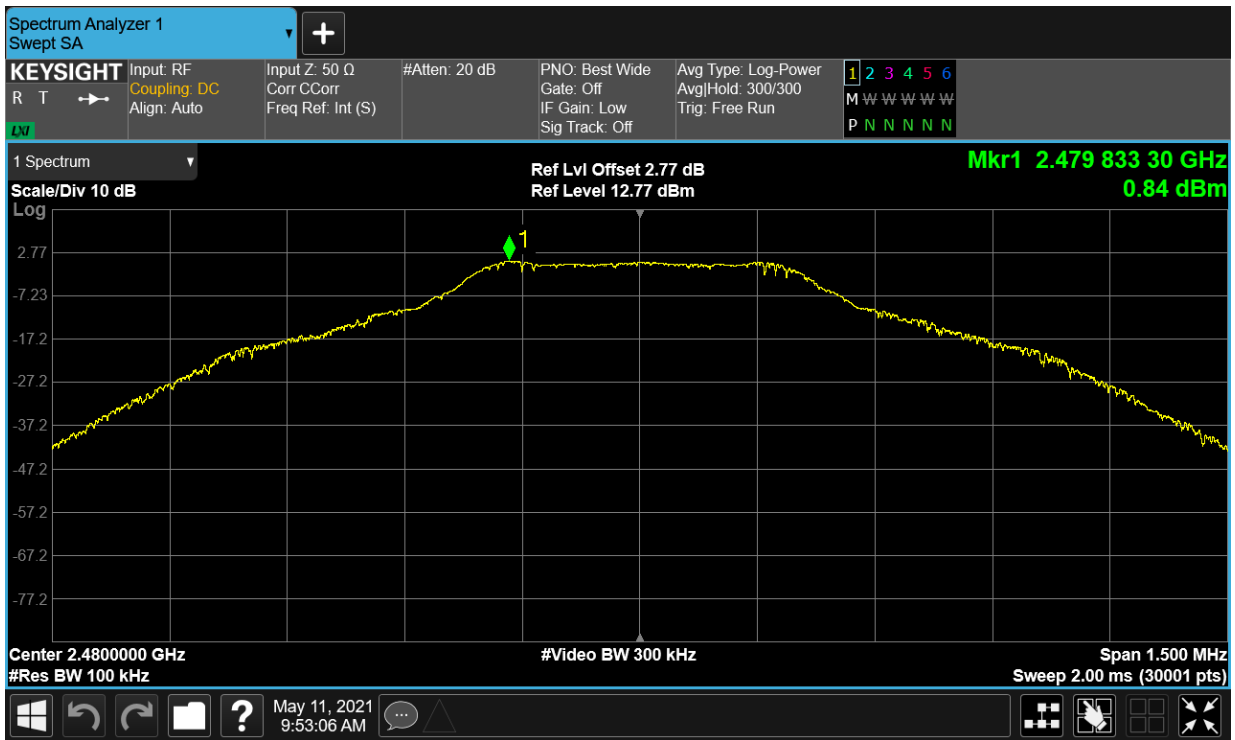 Spectrum Analyzer 1
Swept SA
+
KEYSIGHT
R T
LXI
Input: RF
Coupling: DC
Align: Auto
Input Z: 50 Ω
Corr CCorr
Freq Ref: Int (S)
#Atten: 20 dB
PNO: Best Wide
Gate: Off
IF Gain: Low
Sig Track: Off
Avg Type: Log-Power
Avg|Hold: 300/300
Trig: Free Run
1 2 3 4 5 6
M W W W W W
P N N N N N
1 Spectrum
Scale/Div 10 dB
Log
Ref Lvl Offset 2.77 dB
Ref Level 12.77 dBm
Mkr1 2.479 833 30 GHz
0.84 dBm
1
2.77
-7.23
-17.2
-27.2
-37.2
-47.2
-57.2
-67.2
-77.2
Center 2.4800000 GHz
#Res BW 100 kHz
#Video BW 300 kHz
Span 1.500 MHz
Sweep 2.00 ms (30001 pts)
?
May 11, 2021
9:53:06 AM